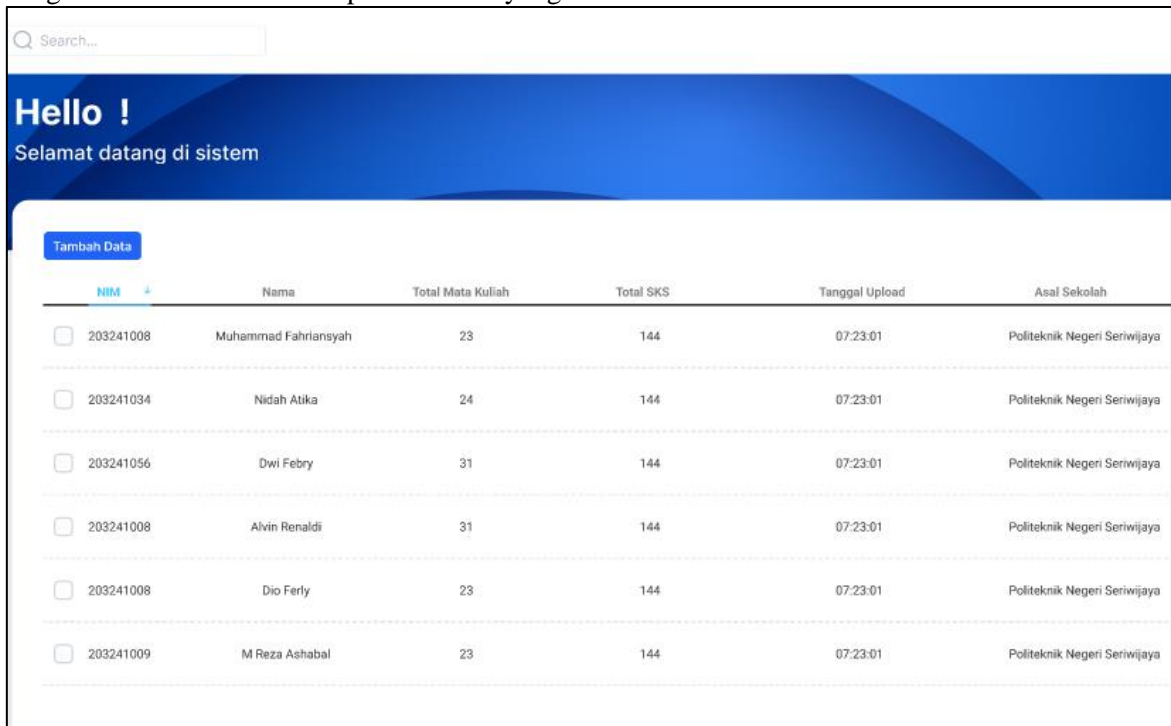 Search...
Hello !
Selamat datang di sistem
Tambah Data
NIM ↓ Nama Total Mata Kuliah Total SKS Tanggal Upload Asal Sekolah
203241008 Muhammad Fahriansyah 23 144 07:23:01 Politeknik Negeri Seriwijaya
203241034 Nidah Atika 24 144 07:23:01 Politeknik Negeri Seriwijaya
203241056 Dwi Febry 31 144 07:23:01 Politeknik Negeri Seriwijaya
203241008 Alvin Renaldi 31 144 07:23:01 Politeknik Negeri Seriwijaya
203241008 Dio Ferly 23 144 07:23:01 Politeknik Negeri Seriwijaya
203241009 M Reza Ashabal 23 144 07:23:01 Politeknik Negeri Seriwijaya